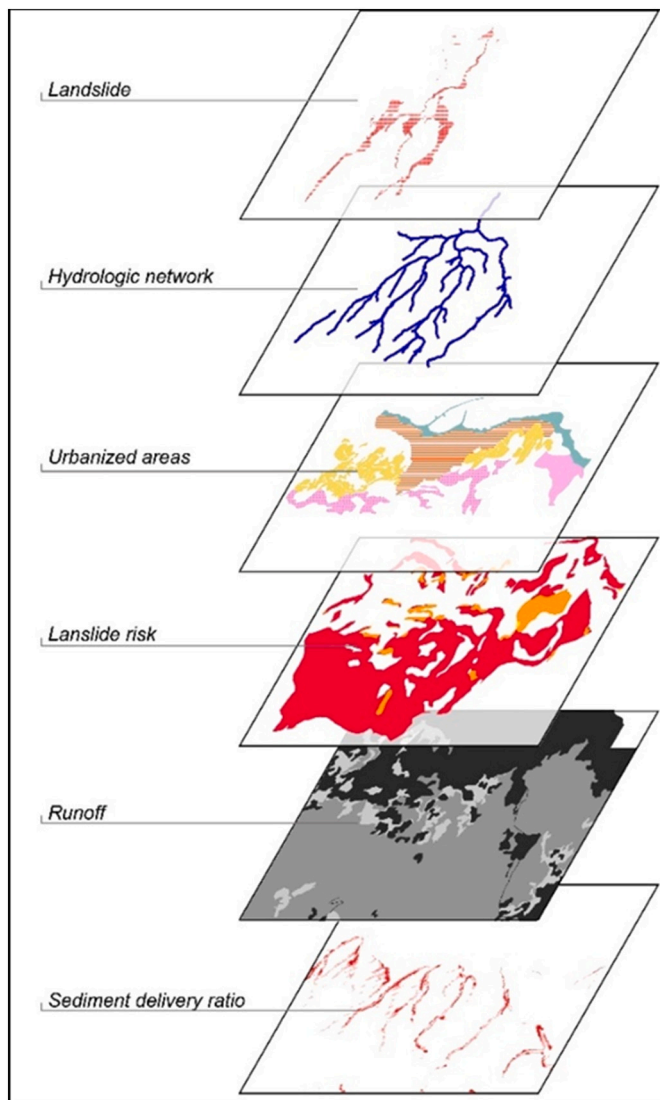 Landslide
Hydrologic network
Urbanized areas
Lanslide risk
Runoff
Sediment delivery ratio